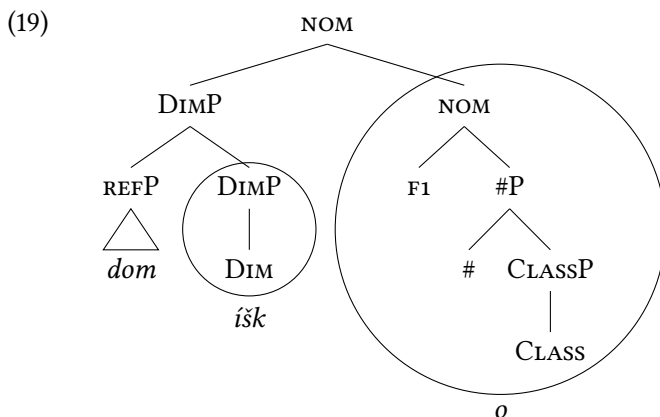 (19)
NOM
DIMP NOM
REFP DIMP F1 #P
dom DIM # CLASSP
íšk CLASS
o